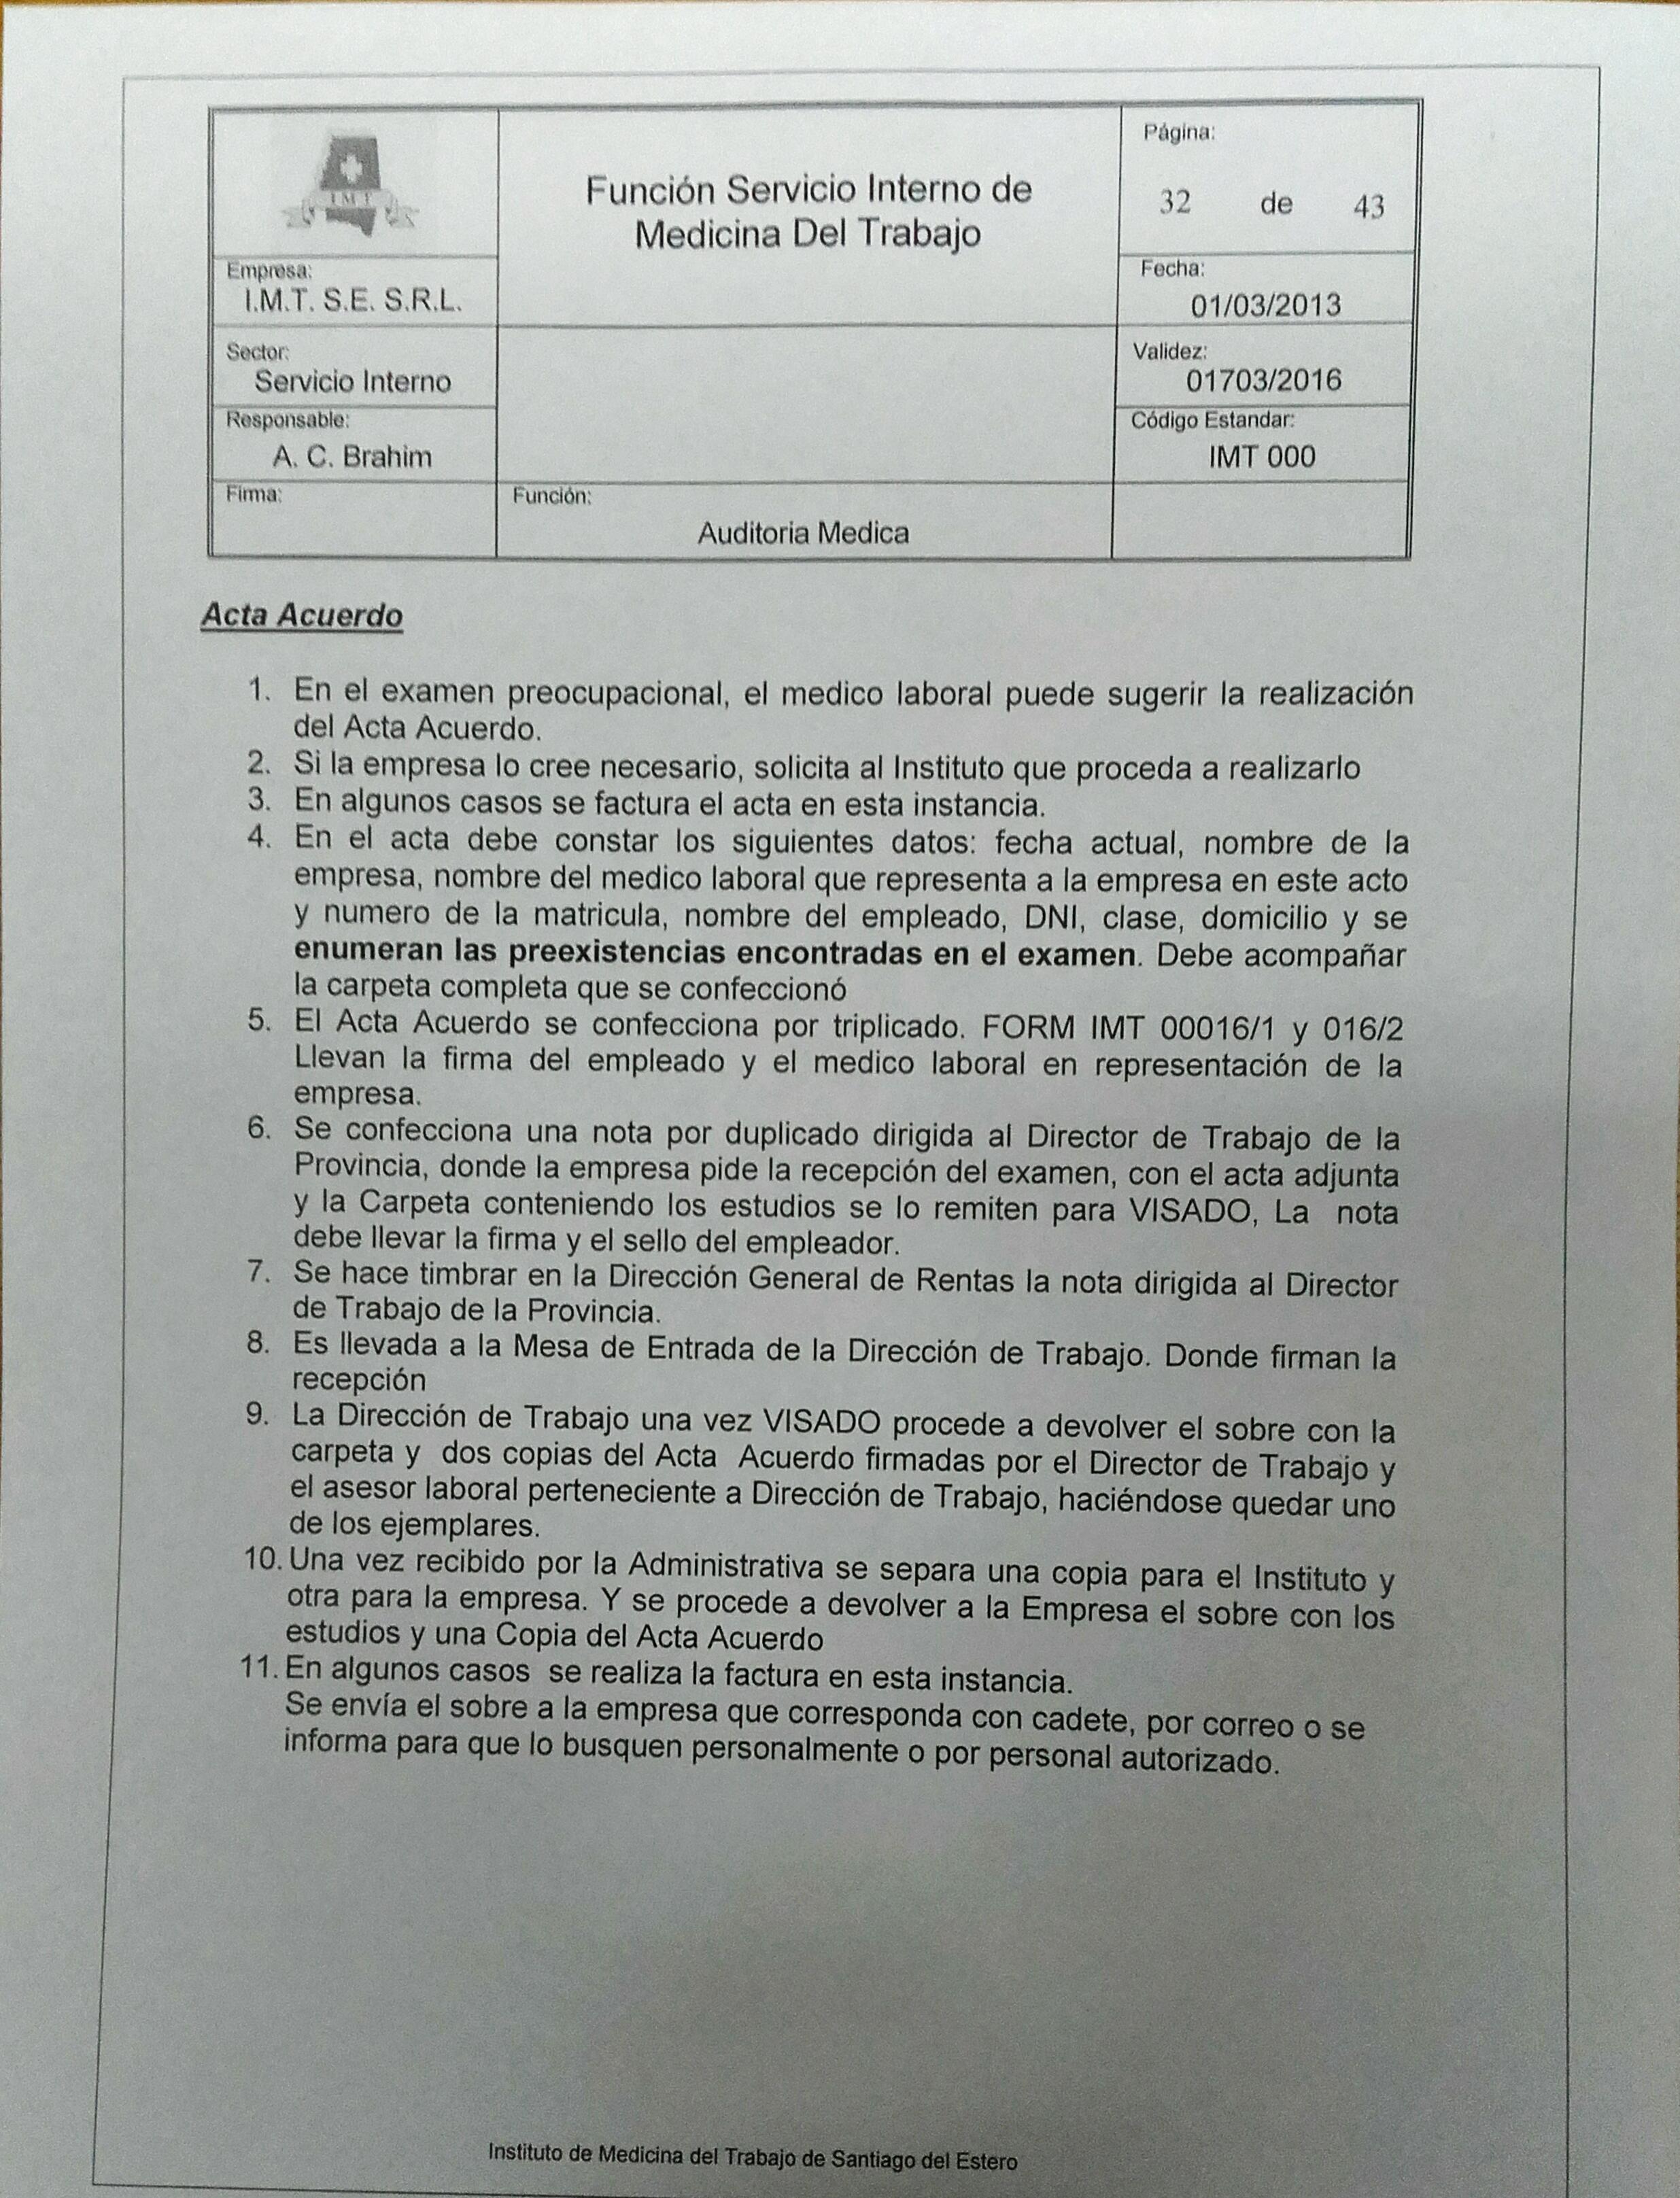 I M T
Función Servicio Interno de
Medicina Del Trabajo
Página:
32 de 43
Empresa:
I.M.T. S.E. S.R.L.
Fecha:
01/03/2013
Sector:
Servicio Interno
Validez:
01703/2016
Responsable:
A. C. Brahim
Código Estandar:
IMT 000
Firma:
Función:
Auditoria Medica
Acta Acuerdo
1. En el examen preocupacional, el medico laboral puede sugerir la realización
del Acta Acuerdo.
2. Si la empresa lo cree necesario, solicita al Instituto que proceda a realizarlo
3. En algunos casos se factura el acta en esta instancia.
4. En el acta debe constar los siguientes datos: fecha actual, nombre de la
empresa, nombre del medico laboral que representa a la empresa en este acto
y numero de la matricula, nombre del empleado, DNI, clase, domicilio y se
enumeran las preexistencias encontradas en el examen. Debe acompañar
la carpeta completa que se confeccionó
5. El Acta Acuerdo se confecciona por triplicado. FORM IMT 00016/1 y 016/2
Llevan la firma del empleado y el medico laboral en representación de la
empresa.
6. Se confecciona una nota por duplicado dirigida al Director de Trabajo de la
Provincia, donde la empresa pide la recepción del examen, con el acta adjunta
y la Carpeta conteniendo los estudios se lo remiten para VISADO, La nota
debe llevar la firma y el sello del empleador.
7. Se hace timbrar en la Dirección General de Rentas la nota dirigida al Director
de Trabajo de la Provincia.
8. Es llevada a la Mesa de Entrada de la Dirección de Trabajo. Donde firman la
recepción
9. La Dirección de Trabajo una vez VISADO procede a devolver el sobre con la
carpeta y dos copias del Acta Acuerdo firmadas por el Director de Trabajo y
el asesor laboral perteneciente a Dirección de Trabajo, haciéndose quedar uno
de los ejemplares.
10. Una vez recibido por la Administrativa se separa una copia para el Instituto y
otra para la empresa. Y se procede a devolver a la Empresa el sobre con los
estudios y una Copia del Acta Acuerdo
11. En algunos casos se realiza la factura en esta instancia.
Se envía el sobre a la empresa que corresponda con cadete, por correo o se
informa para que lo busquen personalmente o por personal autorizado.
Instituto de Medicina del Trabajo de Santiago del Estero